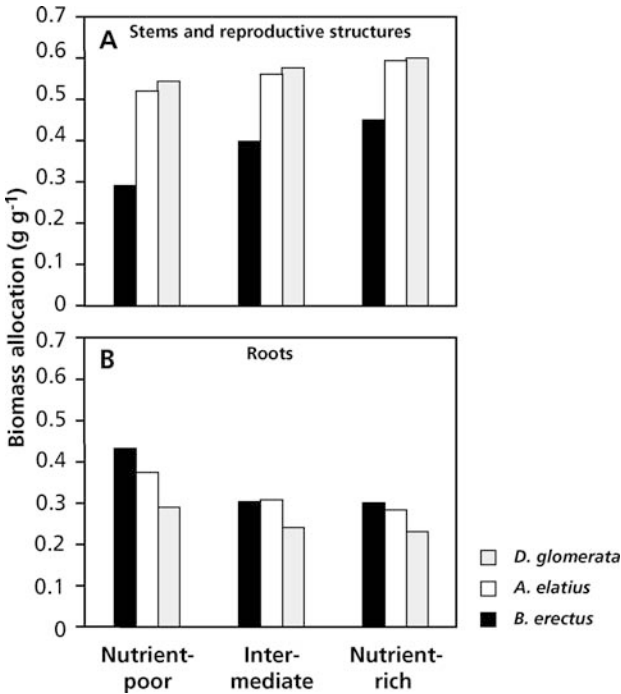 Biomass allocation (g g-1)
A Stems and reproductive structures
0.7
0.6
0.5
0.4
0.3
0.2
0.1
0
B Roots
0.7
0.6
0.5
0.4
0.3
0.2
0.1
0
Nutrient-
poor
Inter-
mediate
Nutrient-
rich
D. glomerata
A. elatius
B. erectus